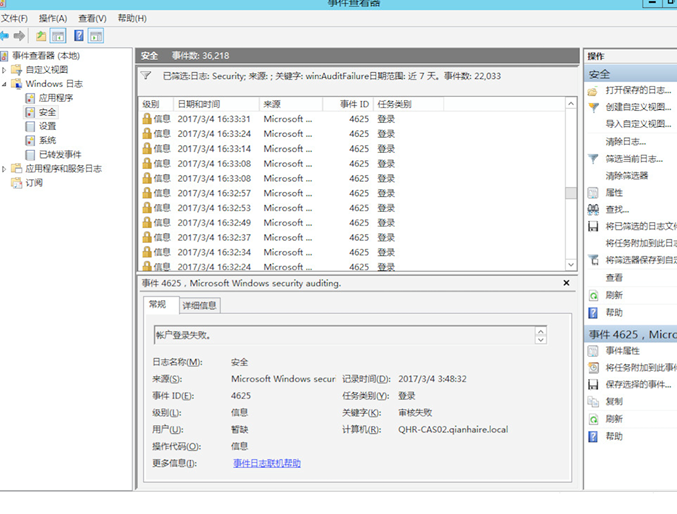 事件查看器
文件(F) 操作(A) 查看(V) 帮助(H)
事件查看器 (本地)
自定义视图
Windows 日志
应用程序
安全
设置
系统
已转发事件
应用程序和服务日志
订阅
安全 事件数: 36,218
已筛选:日志: Security; 来源: ; 关键字: win:AuditFailure日期范围: 近 7 天。事件数: 22,033
级别 日期和时间 来源 事件 ID 任务类别
信息 2017/3/4 16:33:31 Microsoft ... 4625 登录
信息 2017/3/4 16:33:24 Microsoft ... 4625 登录
信息 2017/3/4 16:33:14 Microsoft ... 4625 登录
信息 2017/3/4 16:33:08 Microsoft ... 4625 登录
信息 2017/3/4 16:33:08 Microsoft ... 4625 登录
信息 2017/3/4 16:32:57 Microsoft ... 4625 登录
信息 2017/3/4 16:32:53 Microsoft ... 4625 登录
信息 2017/3/4 16:32:49 Microsoft ... 4625 登录
信息 2017/3/4 16:32:37 Microsoft ... 4625 登录
信息 2017/3/4 16:32:34 Microsoft ... 4625 登录
信息 2017/3/4 16:32:24 Microsoft ... 4625 登录
事件 4625，Microsoft Windows security auditing.
常规 详细信息
帐户登录失败。
日志名称(M): 安全
来源(S): Microsoft Windows secur 记录时间(D): 2017/3/4 3:48:32
事件 ID(E): 4625 任务类别(Y): 登录
级别(L): 信息 关键字(K): 审核失败
用户(U): 暂缺 计算机(R): QHR-CAS02.qianhaire.local
操作代码(O): 信息
更多信息(I): 事件日志联机帮助
操作
安全
打开保存的日志...
创建自定义视图...
导入自定义视图...
清除日志...
筛选当前日志...
清除筛选器
属性
查找...
将已筛选的日志文件
将任务附加到此日
将筛选器保存到自定
查看
刷新
帮助
事件 4625，Micro
事件属性
将任务附加到此事件
保存选择的事件...
复制
刷新
帮助